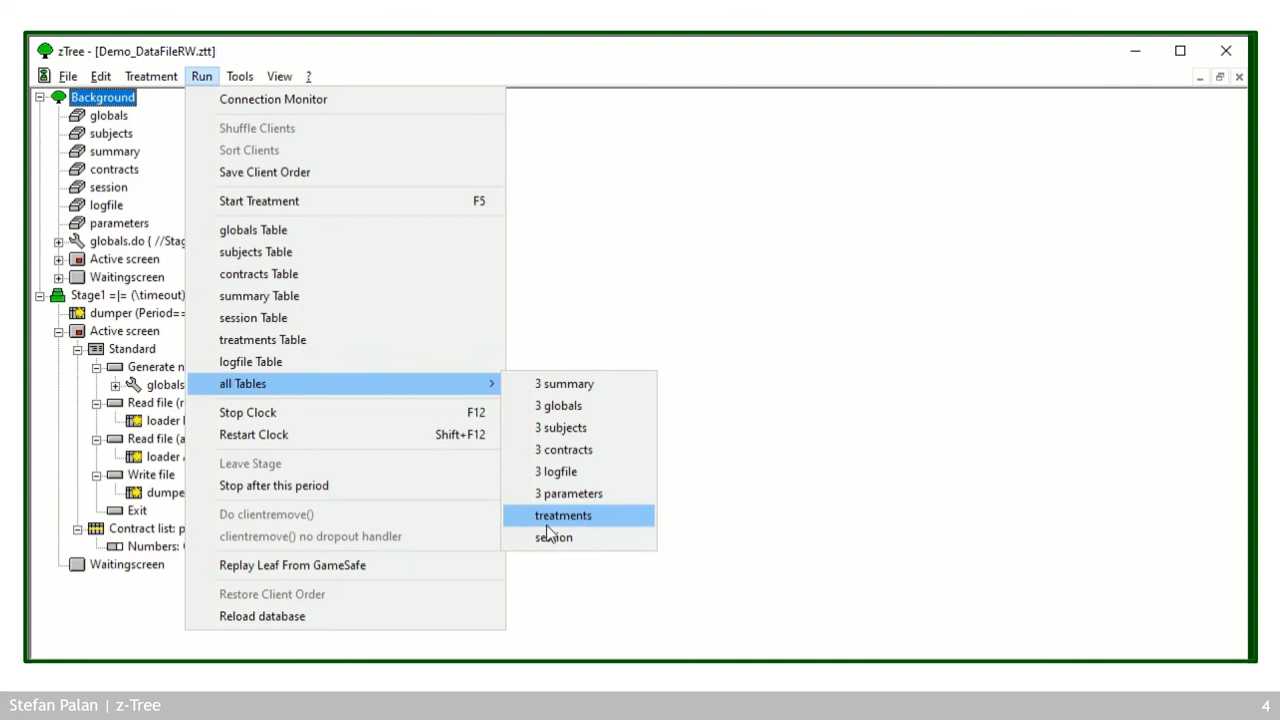 zTree - [Demo_DataFileRW.ztt]
File Edit Treatment Run Tools View ?
Background
globals
subjects
summary
contracts
session
logfile
parameters
globals.do { //Stag
Active screen
Waitingscreen
Stage1 =|= (\timeout)
dumper (Period==
Active screen
Standard
Generate n
globals
Read file (r
loader
Read file (a
loader
Write file
dumpe
Exit
Contract list: p
Numbers:
Waitingscreen
Connection Monitor
Shuffle Clients
Sort Clients
Save Client Order
Start Treatment F5
globals Table
subjects Table
contracts Table
summary Table
session Table
treatments Table
logfile Table
all Tables
Stop Clock F12
Restart Clock Shift+F12
Leave Stage
Stop after this period
Do clientremove()
clientremove() no dropout handler
Replay Leaf From GameSafe
Restore Client Order
Reload database
3 summary
3 globals
3 subjects
3 contracts
3 logfile
3 parameters
treatments
session
Stefan Palan | z-Tree
4